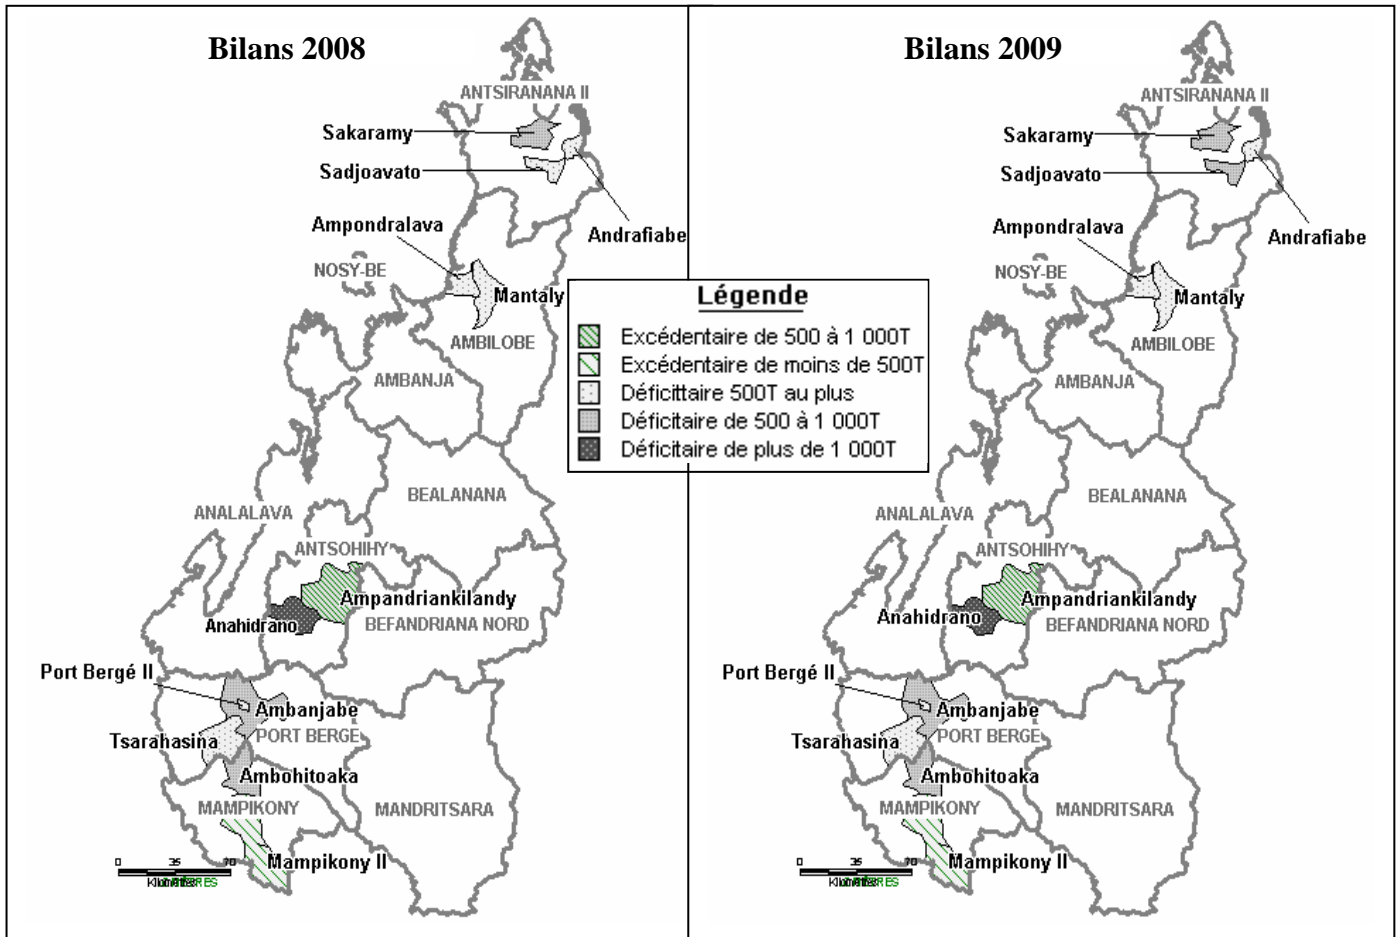 Bilans 2008
ANTSIRANANA II
Sakaramy
Sadjoavato
Ampondralava
Andrafiabe
NOSY-BE
Mantaly
AMBILOBE
AMBANJA
BEALANANA
ANALALAVA
ANTSOHIHY
Ampandriankilandy
Anahidrano
BEFANDRIANA NORD
Port Bergé II
Ambanjabe
Tsarahasina
PORT BERGE
Ambohitoaka
MAMPIKONY
MANDRITSARA
Mampikony II
0 35 70
Légende
Excédentaire de 500 à 1 000T
Excédentaire de moins de 500T
Déficittaire 500T au plus
Déficitaire de 500 à 1 000T
Déficitaire de plus de 1 000T
Bilans 2009
ANTSIRANANA II
Sakaramy
Sadjoavato
Ampondralava
Andrafiabe
NOSY-BE
Mantaly
AMBILOBE
AMBANJA
BEALANANA
ANALALAVA
ANTSOHIHY
Ampandriankilandy
Anahidrano
BEFANDRIANA NORD
Port Bergé II
Ambanjabe
Tsarahasina
PORT BERGE
Ambohitoaka
MAMPIKONY
MANDRITSARA
Mampikony II
0 35 70